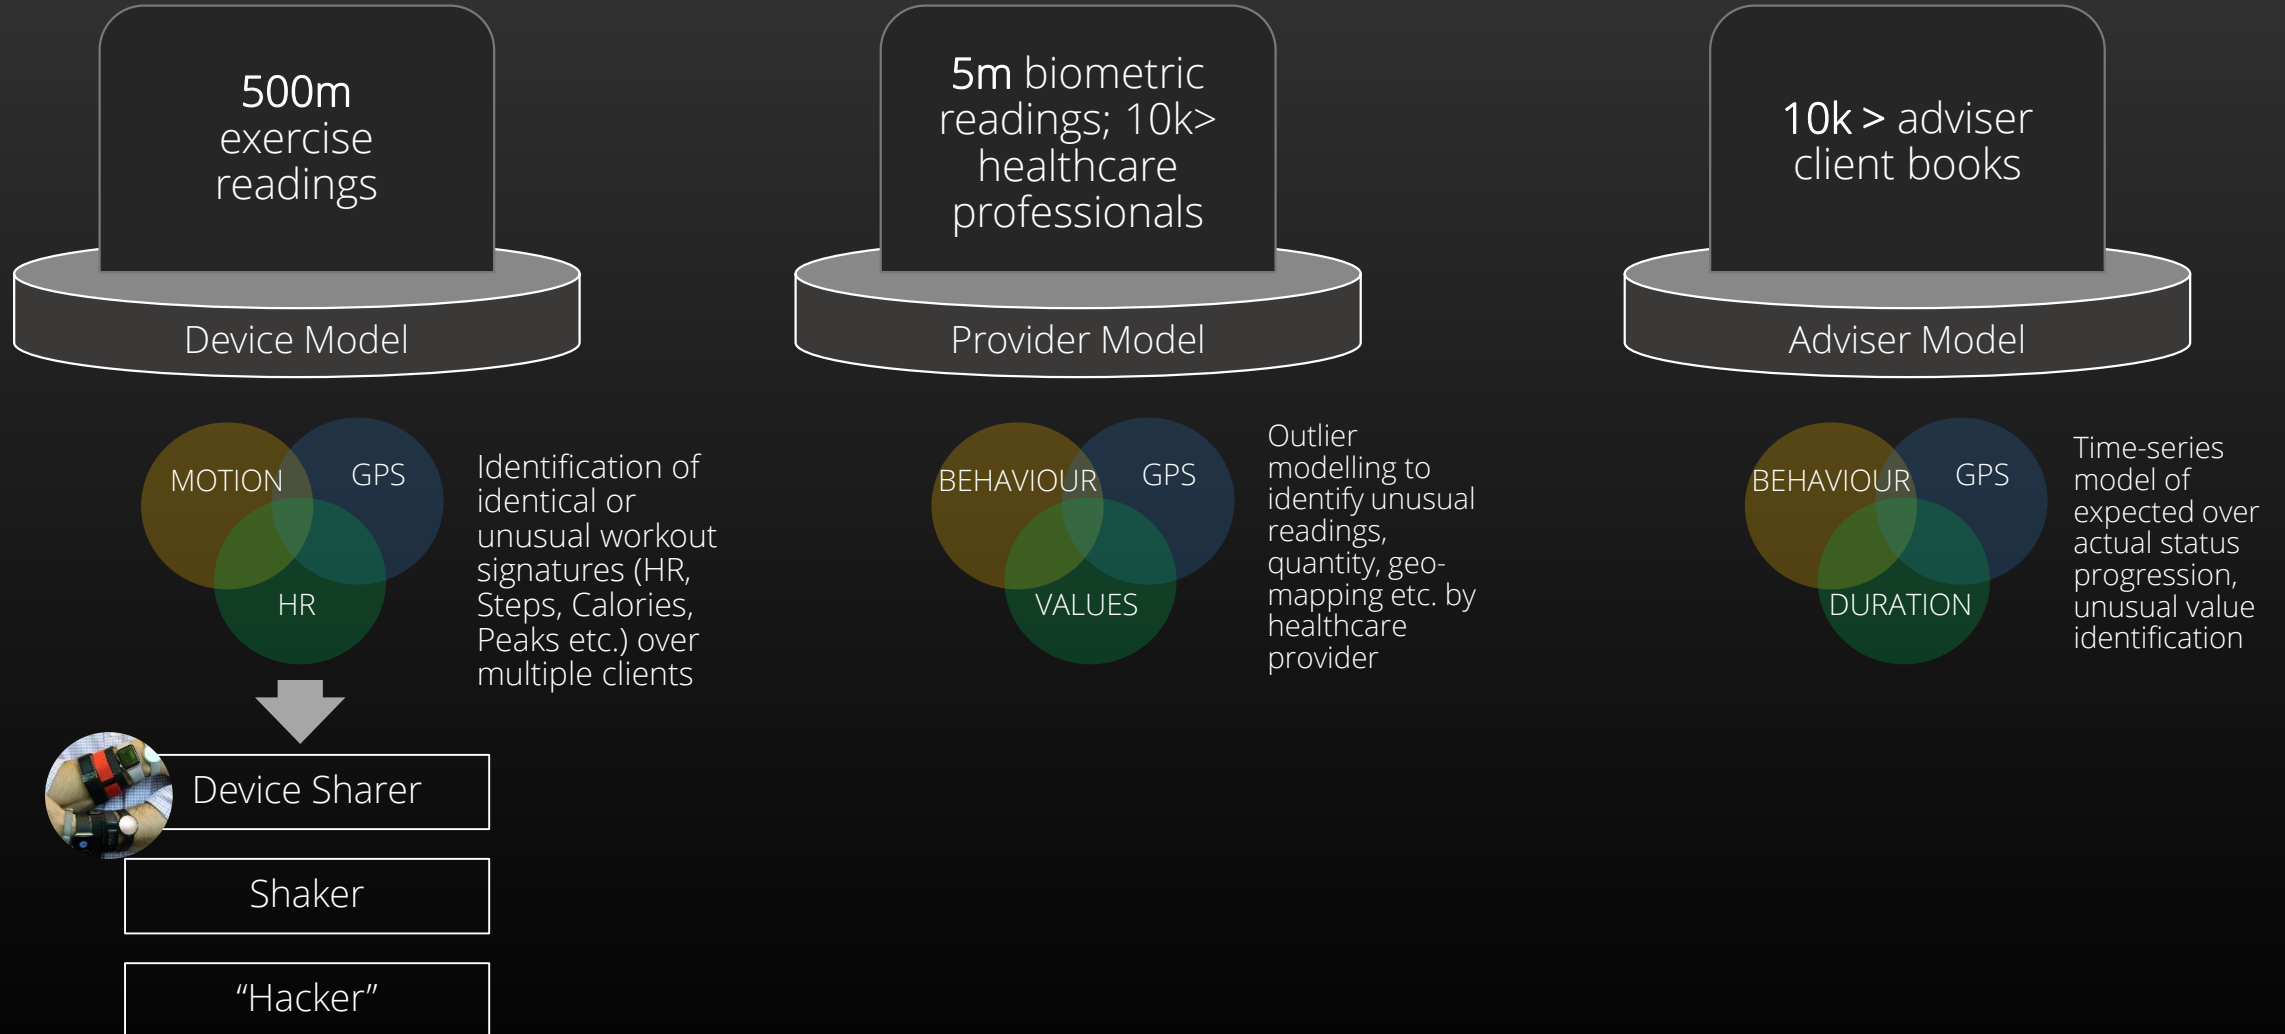 500m
exercise
readings
Device Model
MOTION
GPS
HR
Identification of
identical or
unusual workout
signatures (HR,
Steps, Calories,
Peaks etc.) over
multiple clients
Device Sharer
Shaker
“Hacker”
5m biometric
readings; 10k>
healthcare
professionals
Provider Model
BEHAVIOUR
GPS
VALUES
Outlier
modelling to
identify unusual
readings,
quantity, geo-
mapping etc. by
healthcare
provider
10k > adviser
client books
Adviser Model
BEHAVIOUR
GPS
DURATION
Time-series
model of
expected over
actual status
progression,
unusual value
identification